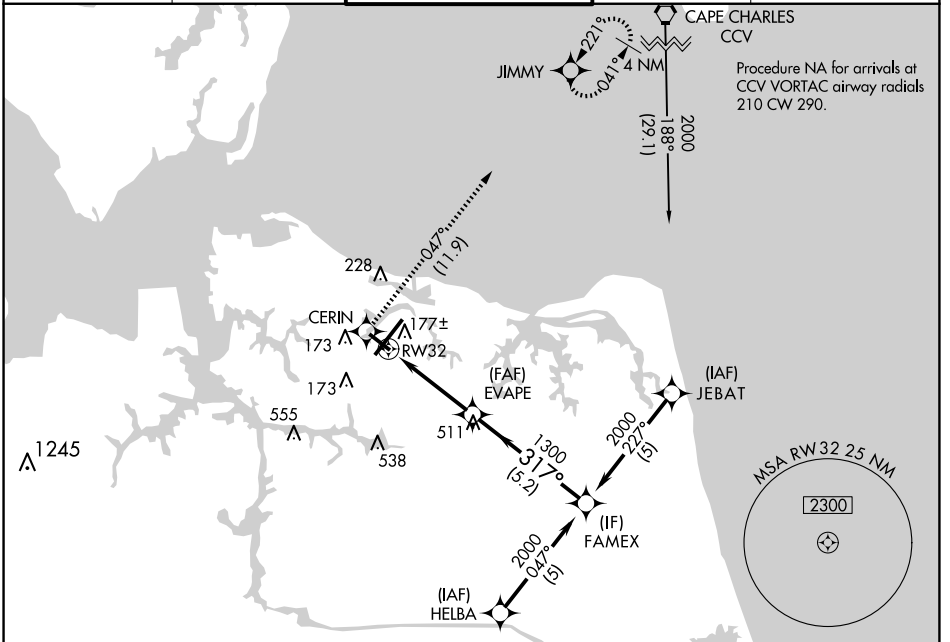 CAPE CHARLES
CCV
221°
041°
4 NM
JIMMY
Procedure NA for arrivals at
CCV VORTAC airway radials
210 CW 290.
2000
188°
(29.1)
047°
(11.9)
228
CERIN
177±
173
RW32
173
(FAF)
EVAPE
(IAF)
JEBAT
555
511
538
1245
2000
227°
(5)
1300
317°
(5.2)
MSA RW32 25 NM
2300
(IF)
FAMEX
2000
047°
(5)
(IAF)
HELBA